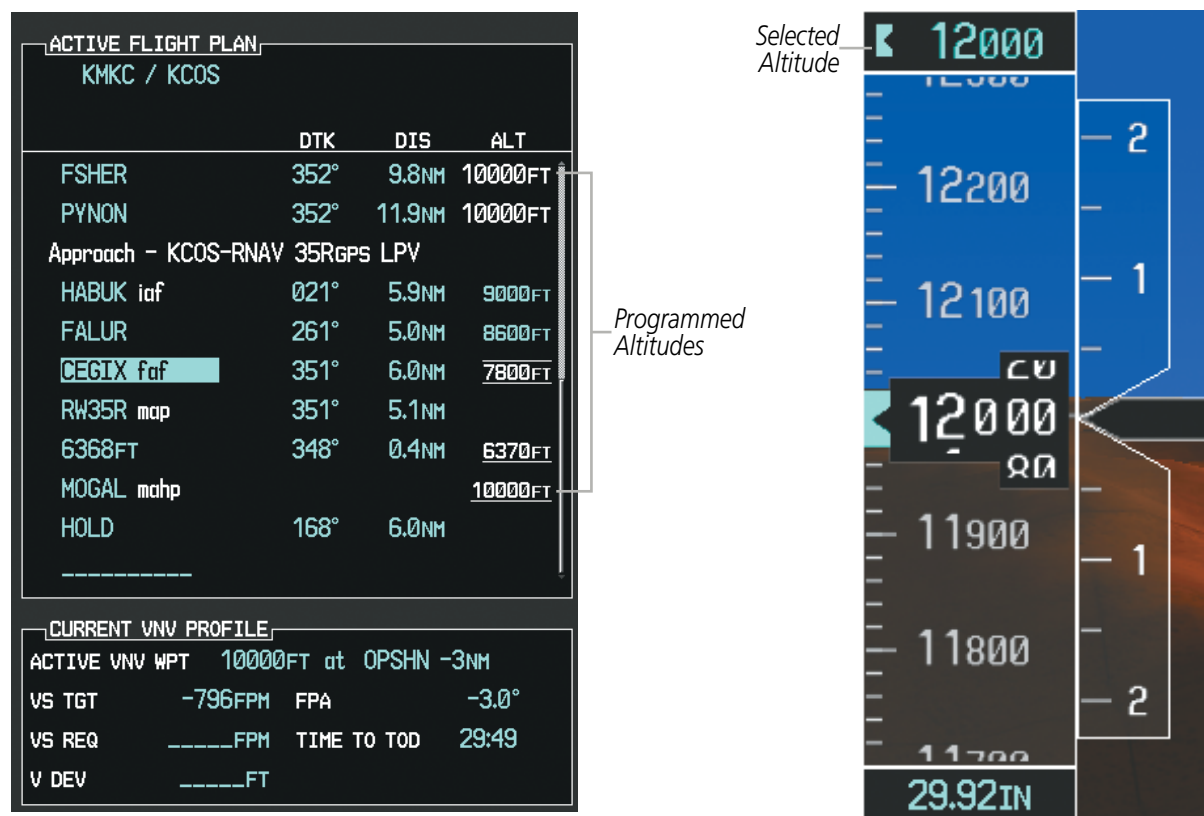 ACTIVE FLIGHT PLAN
KMKC / KCOS
DTK DIS ALT
FSHER 352° 9.8NM 10000FT
PYNON 352° 11.9NM 10000FT
Approach - KCOS-RNAV 35RGPS LPV
HABUK iaf 021° 5.9NM 9000FT
FALUR 261° 5.0NM 8600FT
CEGIX faf 351° 6.0NM 7800FT
RW35R map 351° 5.1NM
6368FT 348° 0.4NM 6370FT
MOGAL mahp 10000FT
HOLD 168° 6.0NM
__________
CURRENT VNV PROFILE
ACTIVE VNV WPT 10000FT at OPSHN -3NM
VS TGT -796FPM FPA -3.0°
VS REQ _____FPM TIME TO TOD 29:49
V DEV _____FT
Programmed
Altitudes
Selected
Altitude
12000
12200
12100
12000
11900
11800
29.92IN
2
1
1
2